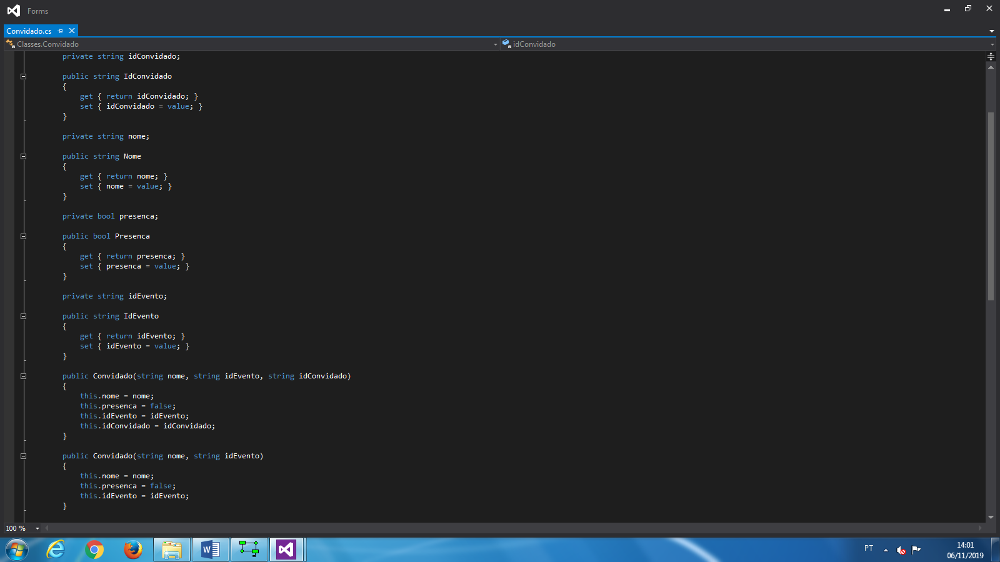 Forms
Convidado.cs
Classes.Convidado
idConvidado
private string idConvidado;
public string IdConvidado
{
get { return idConvidado; }
set { idConvidado = value; }
}
private string nome;
public string Nome
{
get { return nome; }
set { nome = value; }
}
private bool presenca;
public bool Presenca
{
get { return presenca; }
set { presenca = value; }
}
private string idEvento;
public string IdEvento
{
get { return idEvento; }
set { idEvento = value; }
}
public Convidado(string nome, string idEvento, string idConvidado)
{
this.nome = nome;
this.presenca = false;
this.idEvento = idEvento;
this.idConvidado = idConvidado;
}
public Convidado(string nome, string idEvento)
{
this.nome = nome;
this.presenca = false;
this.idEvento = idEvento;
}
100 %
PT
14:01
06/11/2019